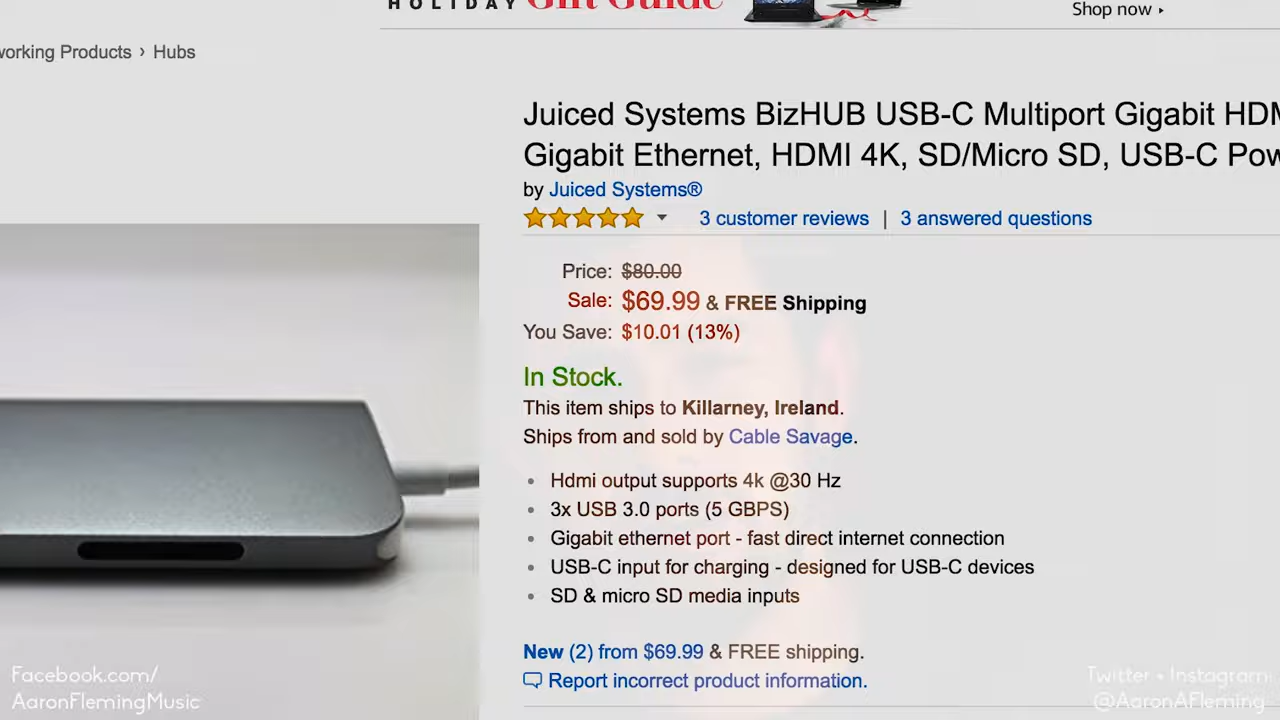 HOLIDAY Gift Guide
Shop now ▸
working Products › Hubs
Juiced Systems BizHUB USB-C Multiport Gigabit HDM
Gigabit Ethernet, HDMI 4K, SD/Micro SD, USB-C Pow
by Juiced Systems®
3 customer reviews | 3 answered questions
Price: $80.00
Sale: $69.99 & FREE Shipping
You Save: $10.01 (13%)
In Stock.
This item ships to Killarney, Ireland.
Ships from and sold by Cable Savage.
• Hdmi output supports 4k @30 Hz
• 3x USB 3.0 ports (5 GBPS)
• Gigabit ethernet port - fast direct internet connection
• USB-C input for charging - designed for USB-C devices
• SD & micro SD media inputs
New (2) from $69.99 & FREE shipping.
Report incorrect product information.
Facebook.com/
AaronFlemingMusic
Twitter • Instagram
@AaronAFleming